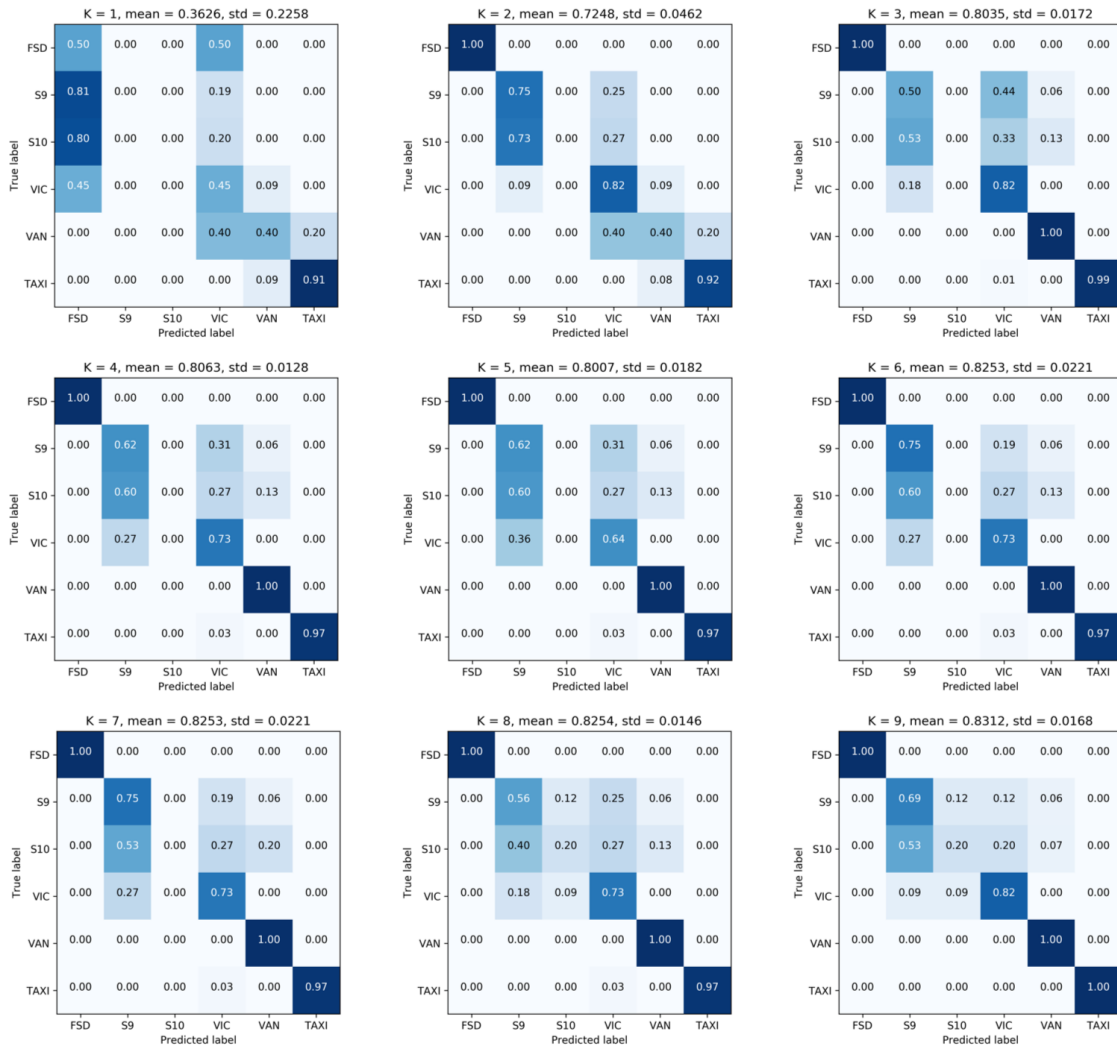 K = 1, mean = 0.3626, std = 0.2258
FSD 0.50 0.00 0.00 0.50 0.00 0.00
S9 0.81 0.00 0.00 0.19 0.00 0.00
S10 0.80 0.00 0.00 0.20 0.00 0.00
VIC 0.45 0.00 0.00 0.45 0.09 0.00
VAN 0.00 0.00 0.00 0.40 0.40 0.20
TAXI 0.00 0.00 0.00 0.00 0.09 0.91
FSD S9 S10 VIC VAN TAXI
True label
Predicted label
K = 2, mean = 0.7248, std = 0.0462
FSD 1.00 0.00 0.00 0.00 0.00 0.00
S9 0.00 0.75 0.00 0.25 0.00 0.00
S10 0.00 0.73 0.00 0.27 0.00 0.00
VIC 0.00 0.09 0.00 0.82 0.09 0.00
VAN 0.00 0.00 0.00 0.40 0.40 0.20
TAXI 0.00 0.00 0.00 0.00 0.08 0.92
FSD S9 S10 VIC VAN TAXI
True label
Predicted label
K = 3, mean = 0.8035, std = 0.0172
FSD 1.00 0.00 0.00 0.00 0.00 0.00
S9 0.00 0.50 0.00 0.44 0.06 0.00
S10 0.00 0.53 0.00 0.33 0.13 0.00
VIC 0.00 0.18 0.00 0.82 0.00 0.00
VAN 0.00 0.00 0.00 0.00 1.00 0.00
TAXI 0.00 0.00 0.00 0.01 0.00 0.99
FSD S9 S10 VIC VAN TAXI
True label
Predicted label
K = 4, mean = 0.8063, std = 0.0128
FSD 1.00 0.00 0.00 0.00 0.00 0.00
S9 0.00 0.62 0.00 0.31 0.06 0.00
S10 0.00 0.60 0.00 0.27 0.13 0.00
VIC 0.00 0.27 0.00 0.73 0.00 0.00
VAN 0.00 0.00 0.00 0.00 1.00 0.00
TAXI 0.00 0.00 0.00 0.03 0.00 0.97
FSD S9 S10 VIC VAN TAXI
True label
Predicted label
K = 5, mean = 0.8007, std = 0.0182
FSD 1.00 0.00 0.00 0.00 0.00 0.00
S9 0.00 0.62 0.00 0.31 0.06 0.00
S10 0.00 0.60 0.00 0.27 0.13 0.00
VIC 0.00 0.36 0.00 0.64 0.00 0.00
VAN 0.00 0.00 0.00 0.00 1.00 0.00
TAXI 0.00 0.00 0.00 0.03 0.00 0.97
FSD S9 S10 VIC VAN TAXI
True label
Predicted label
K = 6, mean = 0.8253, std = 0.0221
FSD 1.00 0.00 0.00 0.00 0.00 0.00
S9 0.00 0.75 0.00 0.19 0.06 0.00
S10 0.00 0.60 0.00 0.27 0.13 0.00
VIC 0.00 0.27 0.00 0.73 0.00 0.00
VAN 0.00 0.00 0.00 0.00 1.00 0.00
TAXI 0.00 0.00 0.00 0.03 0.00 0.97
FSD S9 S10 VIC VAN TAXI
True label
Predicted label
K = 7, mean = 0.8253, std = 0.0221
FSD 1.00 0.00 0.00 0.00 0.00 0.00
S9 0.00 0.75 0.00 0.19 0.06 0.00
S10 0.00 0.53 0.00 0.27 0.20 0.00
VIC 0.00 0.27 0.00 0.73 0.00 0.00
VAN 0.00 0.00 0.00 0.00 1.00 0.00
TAXI 0.00 0.00 0.00 0.03 0.00 0.97
FSD S9 S10 VIC VAN TAXI
True label
Predicted label
K = 8, mean = 0.8254, std = 0.0146
FSD 1.00 0.00 0.00 0.00 0.00 0.00
S9 0.00 0.56 0.12 0.25 0.06 0.00
S10 0.00 0.40 0.20 0.27 0.13 0.00
VIC 0.00 0.18 0.09 0.73 0.00 0.00
VAN 0.00 0.00 0.00 0.00 1.00 0.00
TAXI 0.00 0.00 0.00 0.03 0.00 0.97
FSD S9 S10 VIC VAN TAXI
True label
Predicted label
K = 9, mean = 0.8312, std = 0.0168
FSD 1.00 0.00 0.00 0.00 0.00 0.00
S9 0.00 0.69 0.12 0.12 0.06 0.00
S10 0.00 0.53 0.20 0.20 0.07 0.00
VIC 0.00 0.09 0.09 0.82 0.00 0.00
VAN 0.00 0.00 0.00 0.00 1.00 0.00
TAXI 0.00 0.00 0.00 0.00 0.00 1.00
FSD S9 S10 VIC VAN TAXI
True label
Predicted label